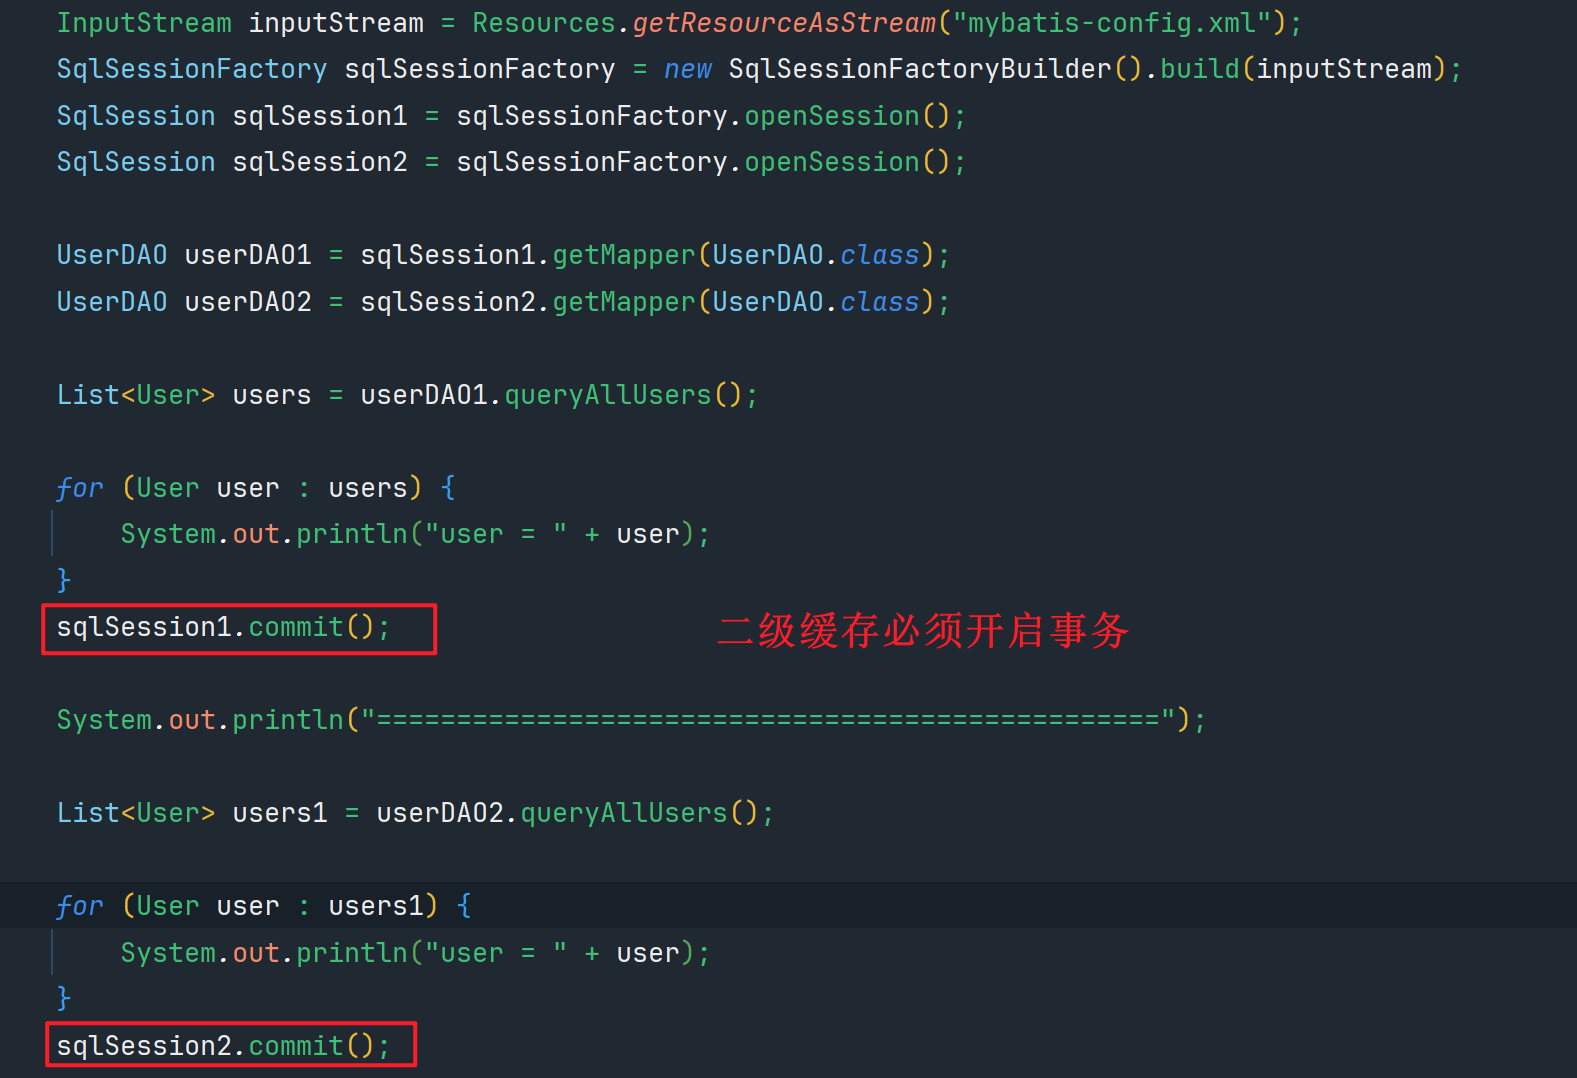 InputStream inputStream = Resources.getResourceAsStream("mybatis-config.xml");
SqlSessionFactory sqlSessionFactory = new SqlSessionFactoryBuilder().build(inputStream);
SqlSession sqlSession1 = sqlSessionFactory.openSession();
SqlSession sqlSession2 = sqlSessionFactory.openSession();
UserDAO userDAO1 = sqlSession1.getMapper(UserDAO.class);
UserDAO userDAO2 = sqlSession2.getMapper(UserDAO.class);
List<User> users = userDAO1.queryAllUsers();
for (User user : users) {
System.out.println("user = " + user);
}
sqlSession1.commit(); 二级缓存必须开启事务
System.out.println("=================================================");
List<User> users1 = userDAO2.queryAllUsers();
for (User user : users1) {
System.out.println("user = " + user);
}
sqlSession2.commit();